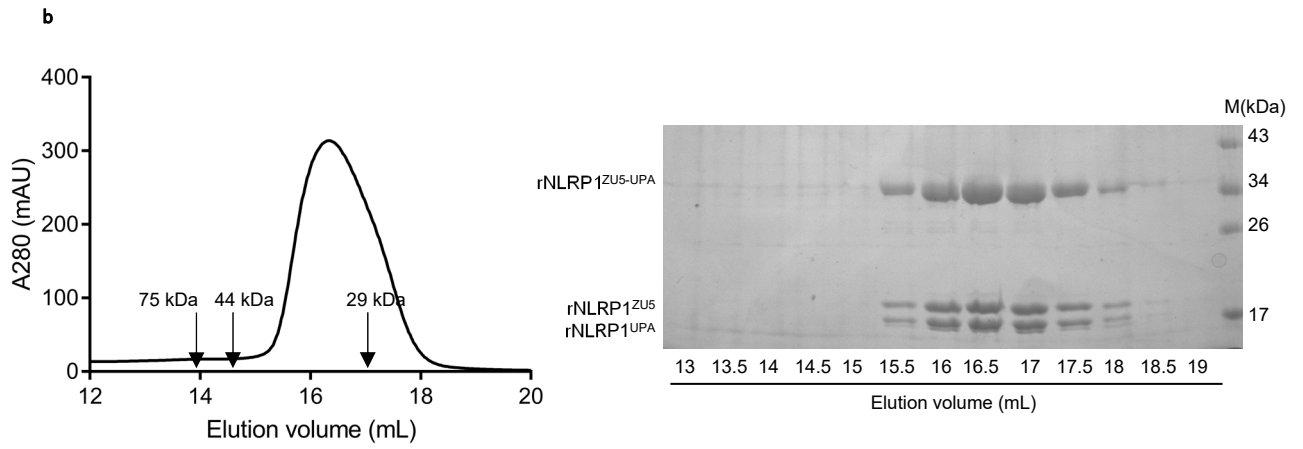 b
400
300
200
100
0
A280 (mAU)
75 kDa 44 kDa 29 kDa
12 14 16 18 20
Elution volume (mL)
M(kDa)
43
34
26
17
rNLRP1ZU5-UPA
rNLRP1ZU5
rNLRP1UPA
13 13.5 14 14.5 15 15.5 16 16.5 17 17.5 18 18.5 19
Elution volume (mL)